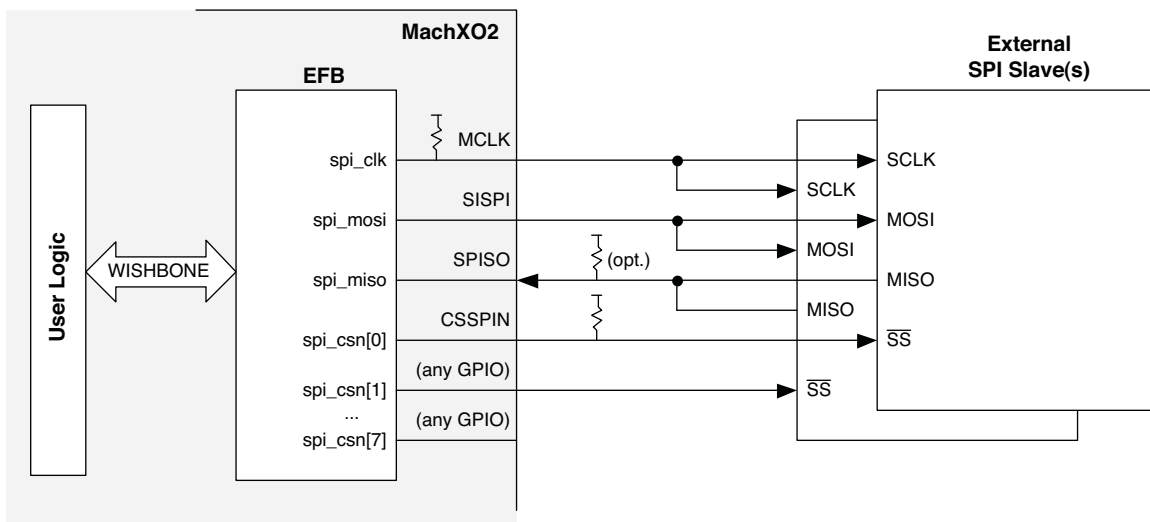 MachXO2
External
SPI Slave(s)
EFB
User Logic
WISHBONE
spi_clk
MCLK
SCLK
SCLK
spi_mosi
SISPI
MOSI
MOSI
spi_miso
SPISO
(opt.)
MISO
MISO
spi_csn[0]
CSSPIN
SS
spi_csn[1]
(any GPIO)
SS
...
spi_csn[7]
(any GPIO)